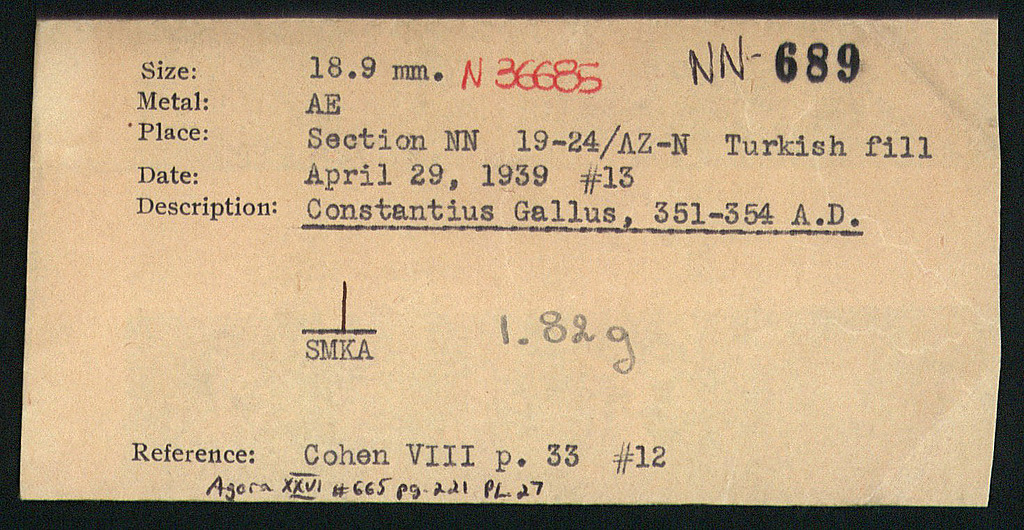 NN-689
Size: 18.9 mm. N 36685
Metal: AE
Place: Section NN 19-24/ΛZ-N Turkish fill
Date: April 29, 1939 #13
Description: Constantius Gallus, 351-354 A.D.
SMKA
1.82g
Reference: Cohen VIII p. 33 #12
Agora XXVI #665 pg. 221 PL. 27